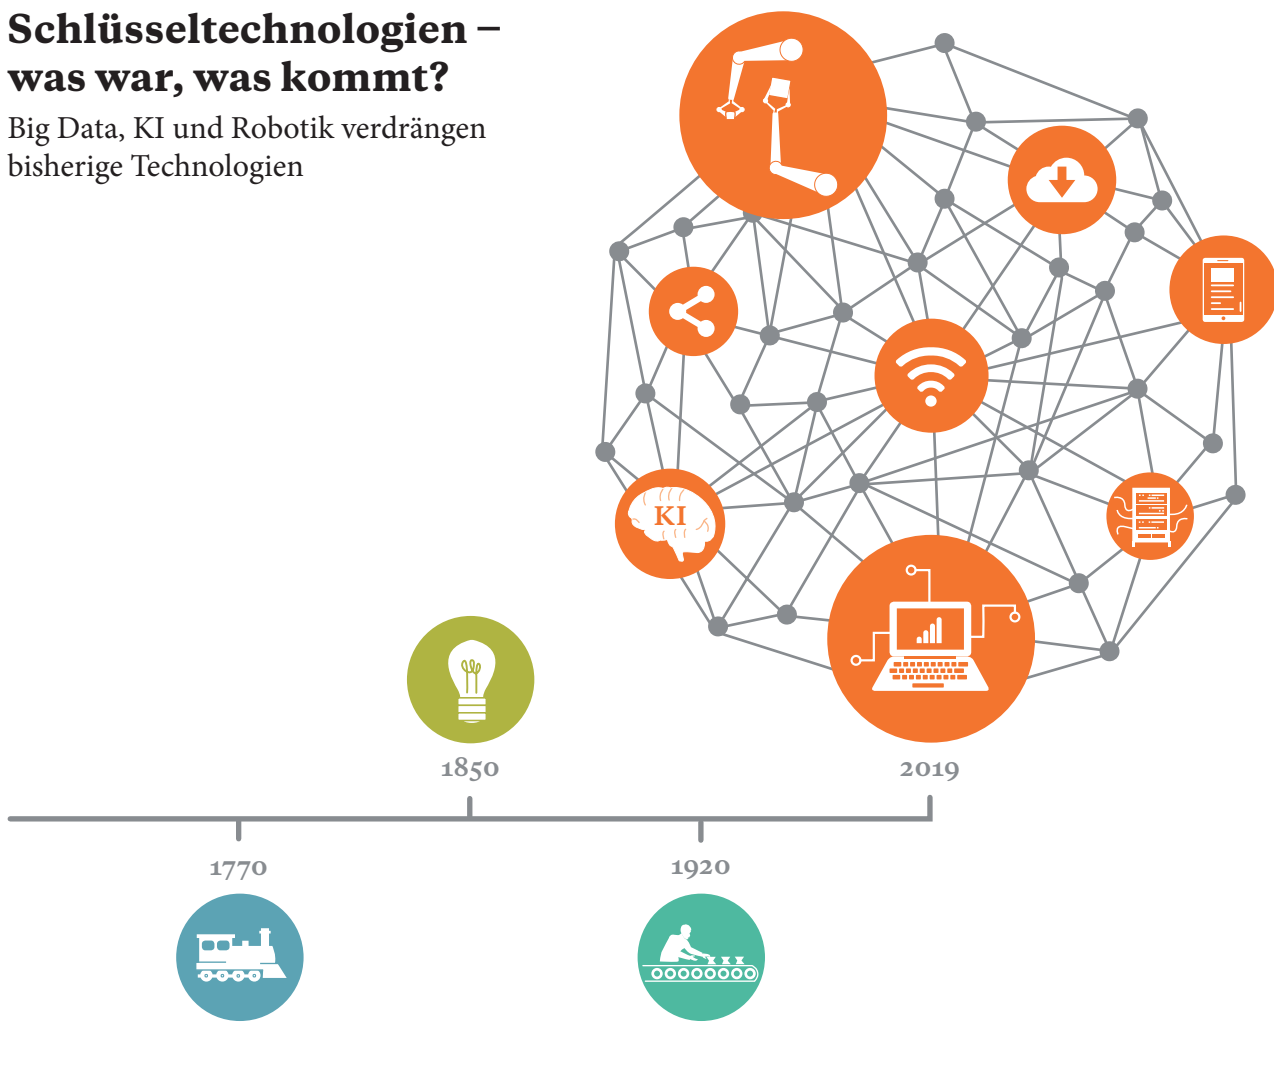 Schlüsseltechnologien –
was war, was kommt?
Big Data, KI und Robotik verdrängen
bisherige Technologien
KI
1850
2019
1770
1920